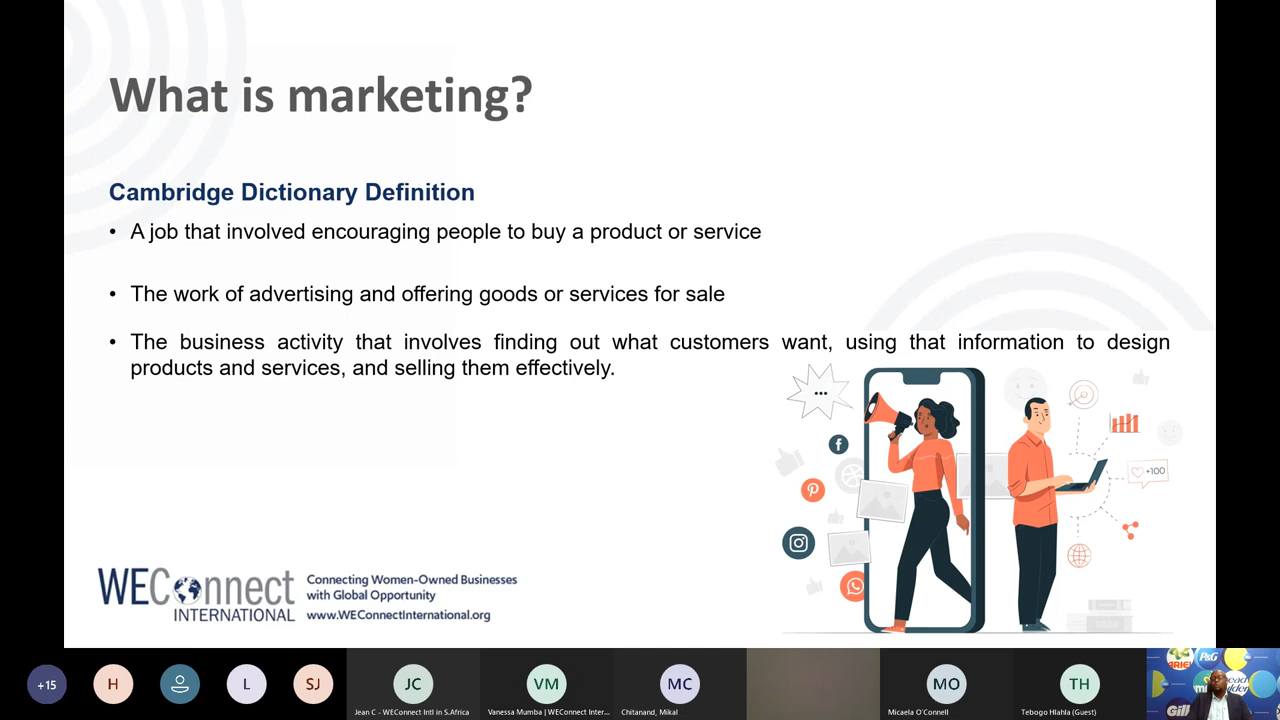 What is marketing?
Cambridge Dictionary Definition
• A job that involved encouraging people to buy a product or service
• The work of advertising and offering goods or services for sale
• The business activity that involves finding out what customers want, using that information to design
products and services, and selling them effectively.
...
+100
WEConnect
INTERNATIONAL
Connecting Women-Owned Businesses
with Global Opportunity
www.WEConnectInternational.org
+15
H
L
SJ
JC
VM
MC
MO
TH
Jean C - WEConnect Intl in S.Africa
Vanessa Mumba | WEConnect Inter...
Chitanand, Mikal
Micaela O'Connell
Tebogo Hlahla (Guest)
ARIEL
P&G
Gill